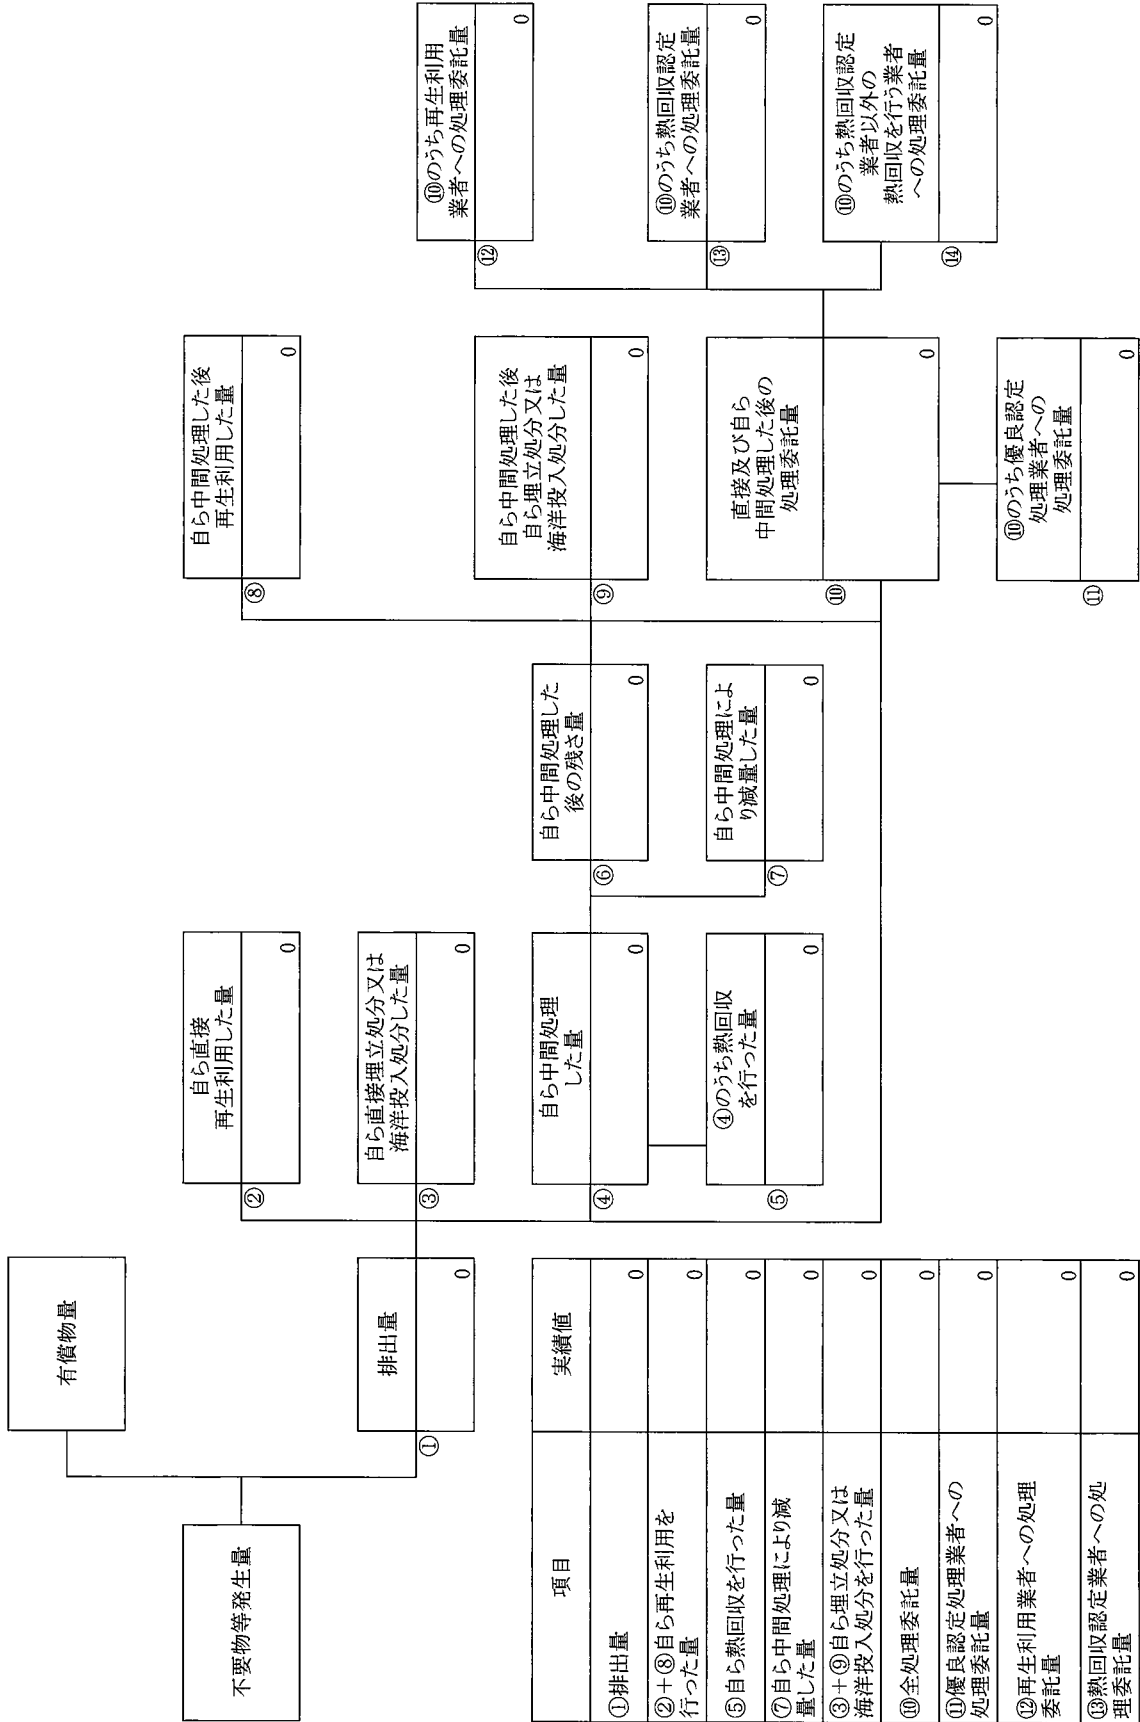 不要物等発生量
有償物量
①
排出量
0
②
自ら直接
再生利用した量
0
③
自ら直接埋立処分又は
海洋投入処分した量
0
④
自ら中間処理
した量
0
⑤
④のうち熱回収
を行った量
0
⑥
自ら中間処理した
後の残さ量
0
⑦
自ら中間処理によ
り減量した量
0
⑧
自ら中間処理した後
再生利用した量
0
⑨
自ら中間処理した後
自ら埋立処分又は
海洋投入処分した量
0
⑩
直接及び自ら
中間処理した後の
処理委託量
0
⑪
⑩のうち優良認定
処理業者への
処理委託量
0
⑫
⑩のうち再生利用
業者への処理委託量
0
⑬
⑩のうち熱回収認定
業者への処理委託量
0
⑭
⑩のうち熱回収認定
業者以外の
熱回収を行う業者
への処理委託量
0
項目 実績値
①排出量 0
②+⑧自ら再生利用を
行った量 0
⑤自ら熱回収を行った量 0
⑦自ら中間処理により減
量した量 0
③+⑨自ら埋立処分又は
海洋投入処分を行った量 0
⑩全処理委託量 0
⑪優良認定処理業者への
処理委託量 0
⑫再生利用業者への処理
委託量 0
⑬熱回収認定業者への処
理委託量 0